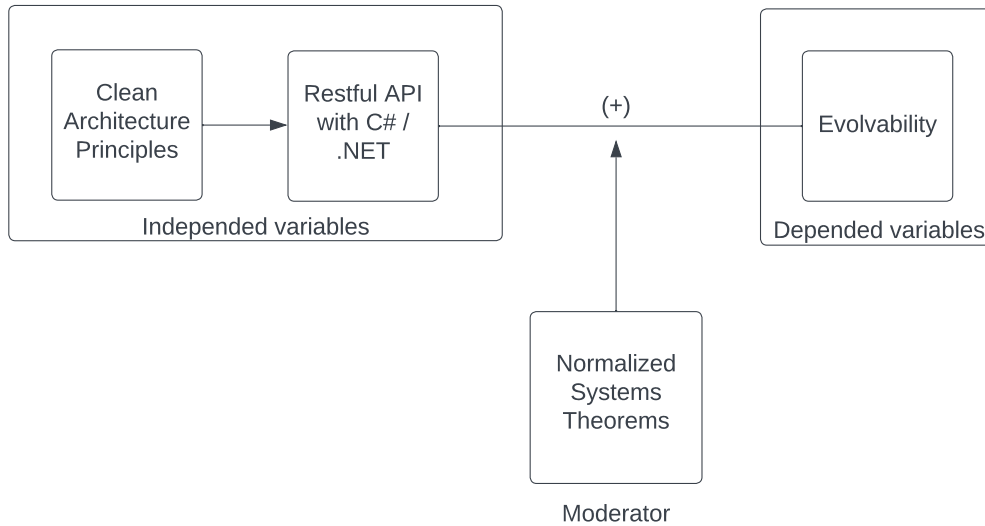 Clean
Architecture
Principles
Restful API
with C# /
.NET
Independed variables
(+)
Evolvability
Depended variables
Normalized
Systems
Theorems
Moderator